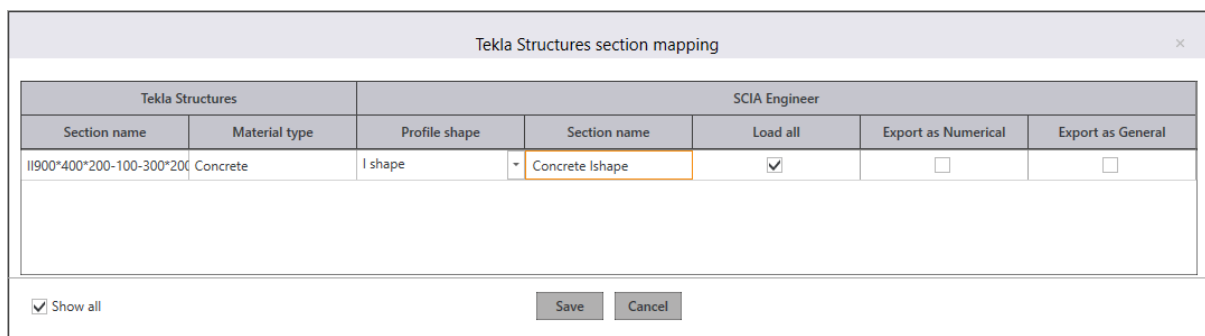 Tekla Structures section mapping
Tekla Structures SCIA Engineer
Section name Material type Profile shape Section name Load all Export as Numerical Export as General
II900*400*200-100-300*200 Concrete I shape Concrete Ishape
Show all Save Cancel